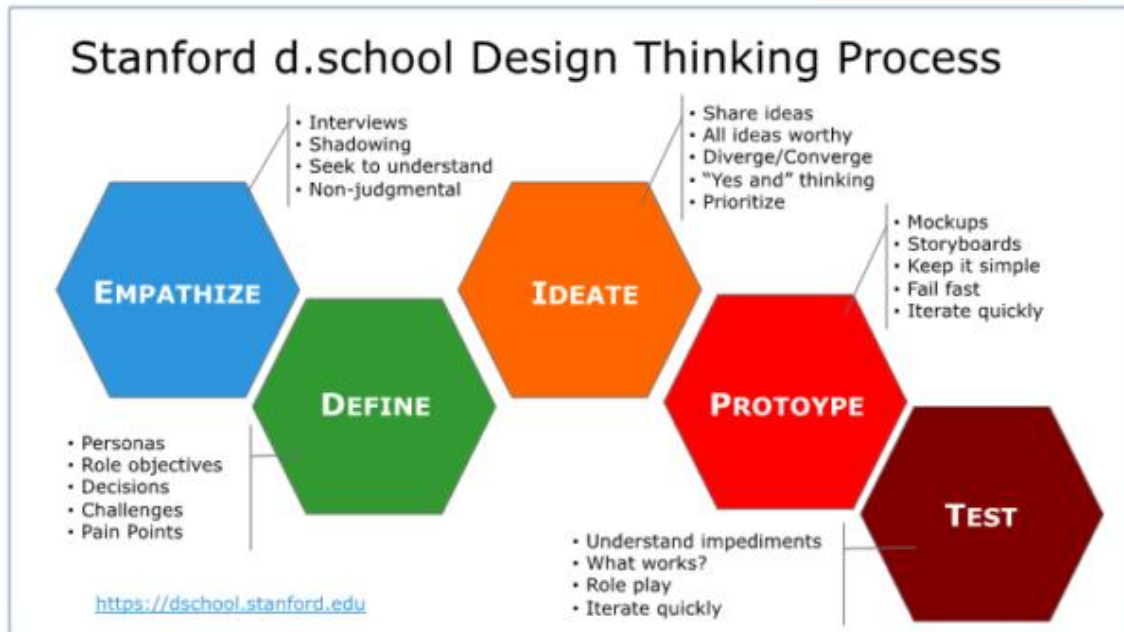 Stanford d.school Design Thinking Process
• Interviews
• Shadowing
• Seek to understand
• Non-judgmental
EMPATHIZE
• Personas
• Role objectives
• Decisions
• Challenges
• Pain Points
DEFINE
• Share ideas
• All ideas worthy
• Diverge/Converge
• “Yes and” thinking
• Prioritize
IDEATE
• Mockups
• Storyboards
• Keep it simple
• Fail fast
• Iterate quickly
PROTOYPE
• Understand impediments
• What works?
• Role play
• Iterate quickly
TEST
https://dschool.stanford.edu